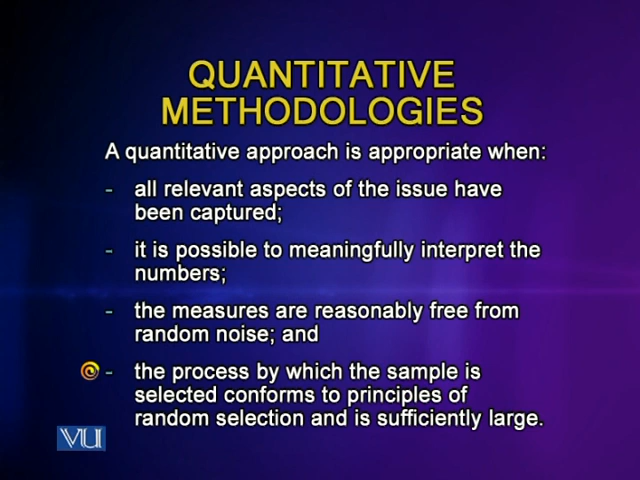 QUANTITATIVE
METHODOLOGIES
A quantitative approach is appropriate when:
- all relevant aspects of the issue have
been captured;
- it is possible to meaningfully interpret the
numbers;
- the measures are reasonably free from
random noise; and
- the process by which the sample is
selected conforms to principles of
random selection and is sufficiently large.
VU